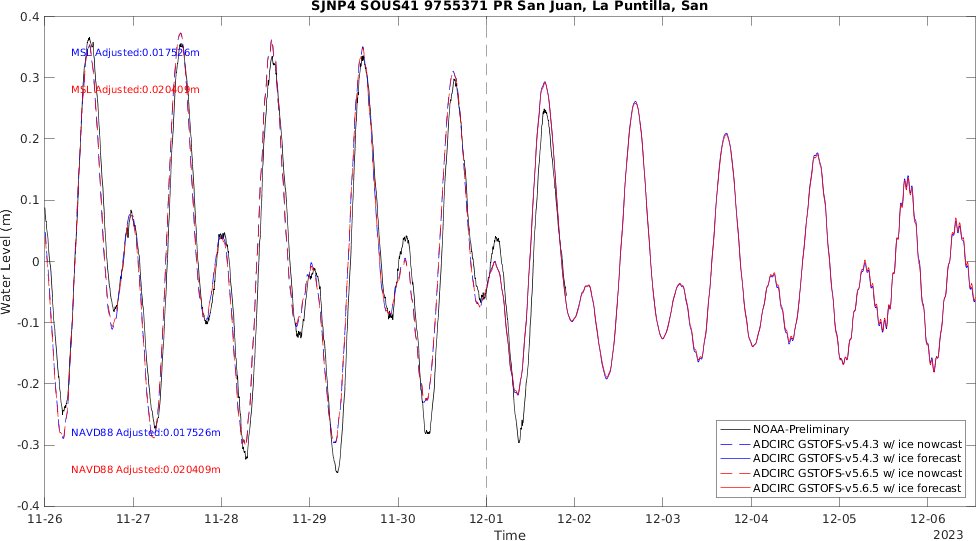 SJNP4 SOUS41 9755371 PR San Juan, La Puntilla, San
0.4
0.3
0.2
0.1
0
-0.1
-0.2
-0.3
-0.4
Water Level (m)
MSL Adjusted:0.017526m
MSL Adjusted:0.020409m
NAVD88 Adjusted:0.017526m
NAVD88 Adjusted:0.020409m
NOAA-Preliminary
ADCIRC GSTOFS-v5.4.3 w/ ice nowcast
ADCIRC GSTOFS-v5.4.3 w/ ice forecast
ADCIRC GSTOFS-v5.6.5 w/ ice nowcast
ADCIRC GSTOFS-v5.6.5 w/ ice forecast
11-26 11-27 11-28 11-29 11-30 12-01 12-02 12-03 12-04 12-05 12-06
Time
2023